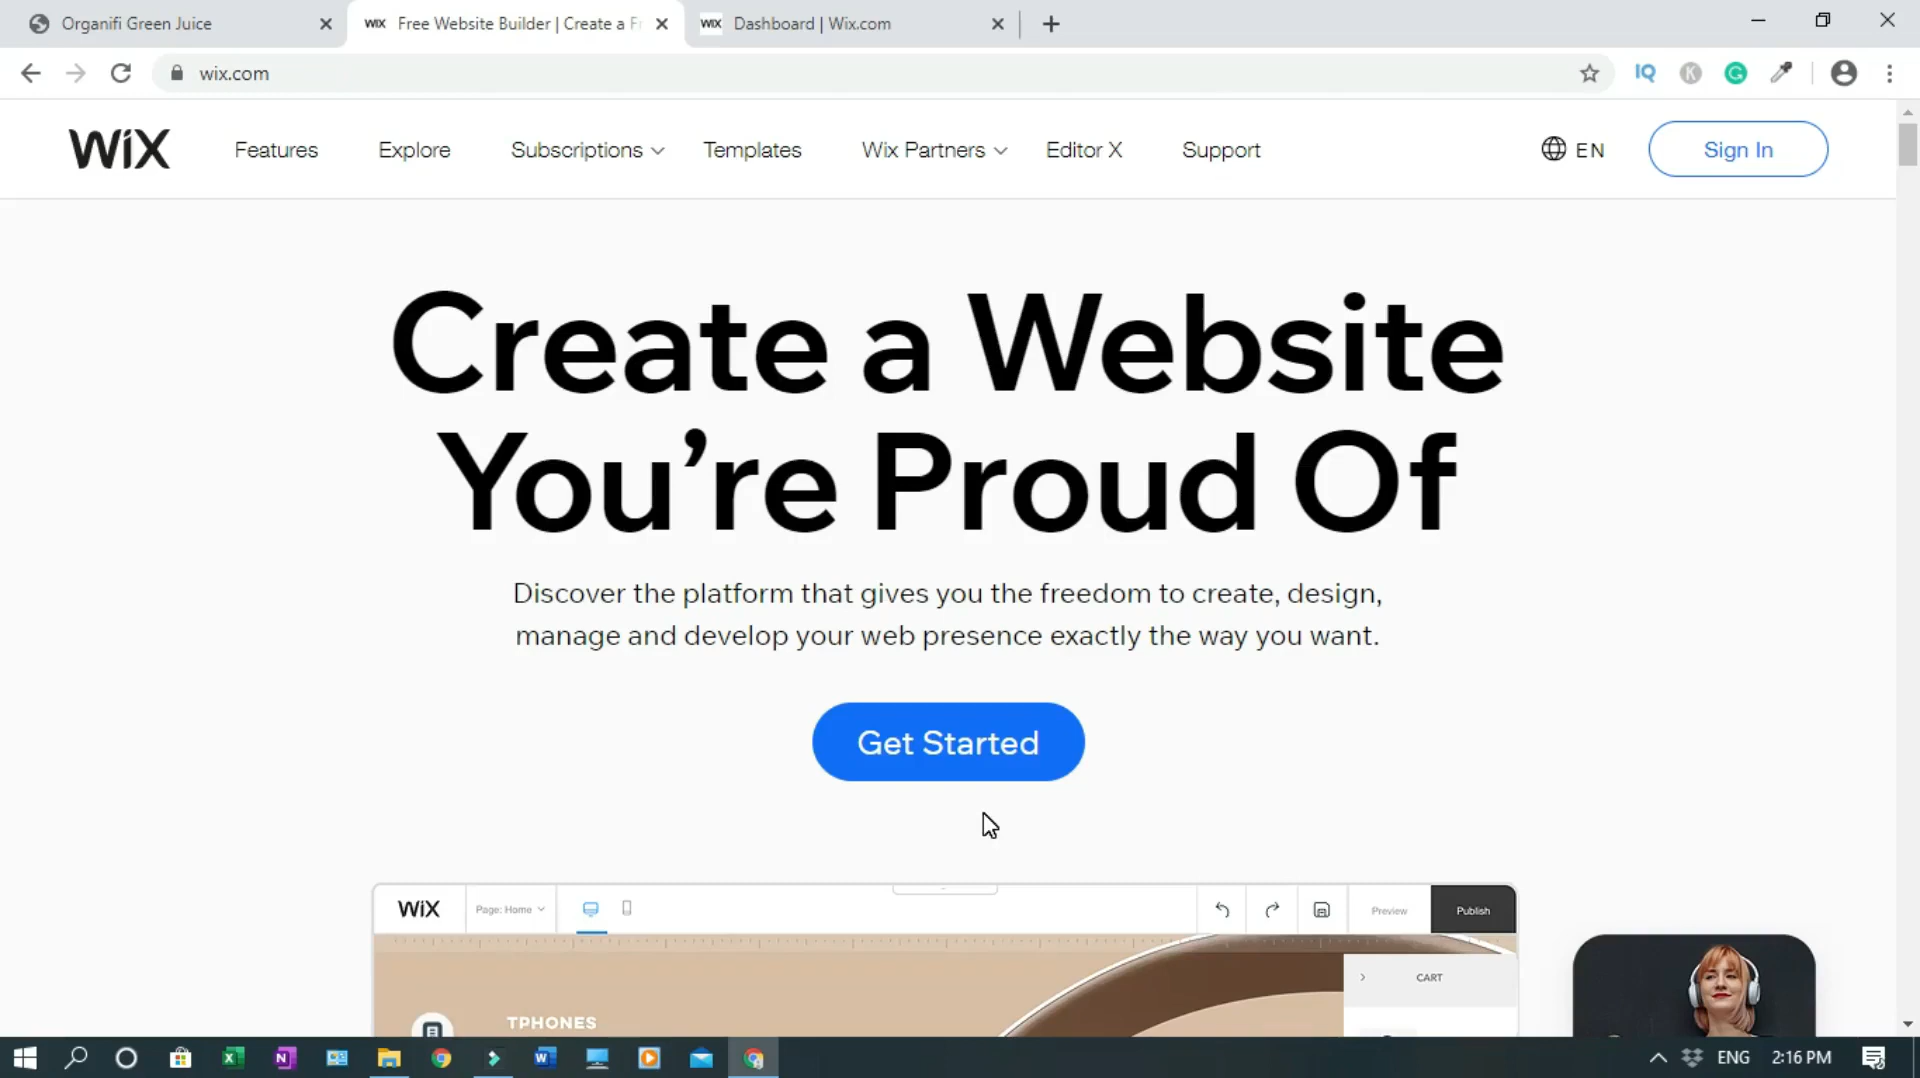 Organifi Green Juice
WiX Free Website Builder | Create a Fr
WiX Dashboard | Wix.com
wix.com
IQ
K
G
WiX
Features
Explore
Subscriptions
Templates
Wix Partners
Editor X
Support
EN
Sign In
Create a Website
You’re Proud Of
Discover the platform that gives you the freedom to create, design,
manage and develop your web presence exactly the way you want.
Get Started
WiX
Page: Home
Preview
Publish
CART
TPHONES
ENG
2:16 PM